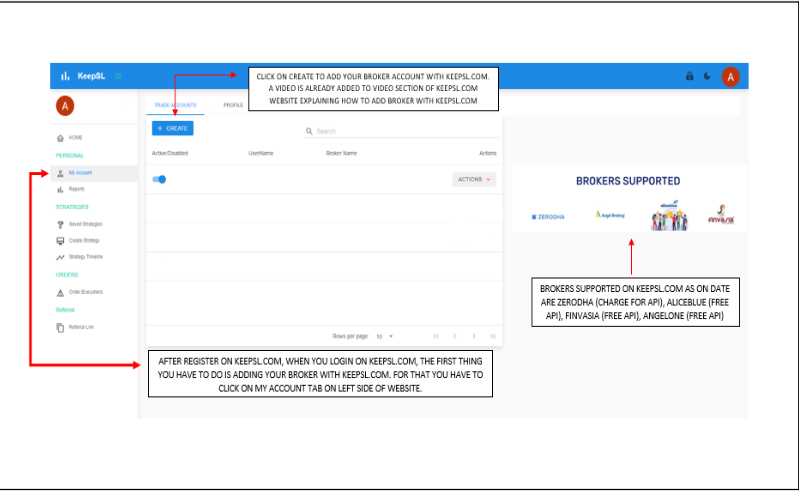 KeepSL
CLICK ON CREATE TO ADD YOUR BROKER ACCOUNT WITH KEEPSL.COM.
A VIDEO IS ALREADY ADDED TO VIDEO SECTION OF KEEPSL.COM
WEBSITE EXPLAINING HOW TO ADD BROKER WITH KEEPSL.COM
A
A
TRADE ACCOUNTS
PROFILE
+ CREATE
Search
Active/Disabled
UserName
Broker Name
Actions
ACTIONS
HOME
PERSONAL
My Account
Reports
STRATEGIES
Saved Strategies
Create Strategy
Strategy Timeline
ORDERS
Order Executions
Referral
Referral Link
Rows per page 10
BROKERS SUPPORTED
ZERODHA
Angel Broking
aliceblue
FINVASIA
BROKERS SUPPORTED ON KEEPSL.COM AS ON DATE
ARE ZERODHA (CHARGE FOR API), ALICEBLUE (FREE
API), FINVASIA (FREE API), ANGELONE (FREE API)
AFTER REGISTER ON KEEPSL.COM, WHEN YOU LOGIN ON KEEPSL.COM, THE FIRST THING
YOU HAVE TO DO IS ADDING YOUR BROKER WITH KEEPSL.COM. FOR THAT YOU HAVE TO
CLICK ON MY ACCOUNT TAB ON LEFT SIDE OF WEBSITE.